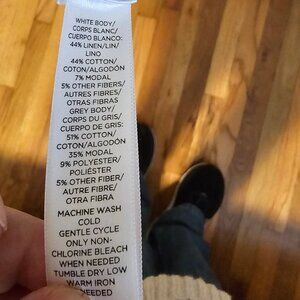 WHITE BODY/
CORPS BLANC/
CUERPO BLANCO:
44% LINEN/LIN/
LINO
44% COTTON/
COTON/ALGODÓN
7% MODAL
5% OTHER FIBERS/
AUTRES FIBRES/
OTRAS FIBRAS
GREY BODY/
CORPS DU GRIS/
CUERPO DE GRIS:
51% COTTON/
COTON/ALGODÓN
35% MODAL
9% POLYESTER/
POLIÉSTER
5% OTHER FIBER/
AUTRE FIBRE/
OTRA FIBRA
MACHINE WASH
COLD
GENTLE CYCLE
ONLY NON-
CHLORINE BLEACH
WHEN NEEDED
TUMBLE DRY LOW
WARM IRON
NEEDED